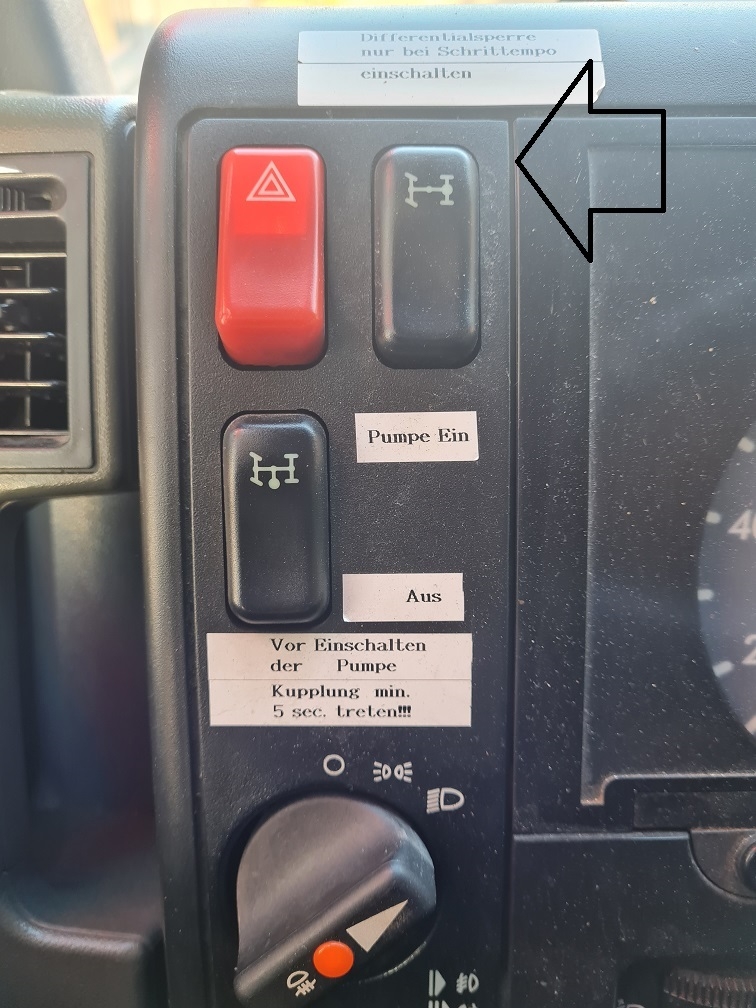 Differentialsperre
nur bei Schrittempo
einschalten
Pumpe Ein
Aus
Vor Einschalten
der Pumpe
Kupplung min.
5 sec. treten!!!